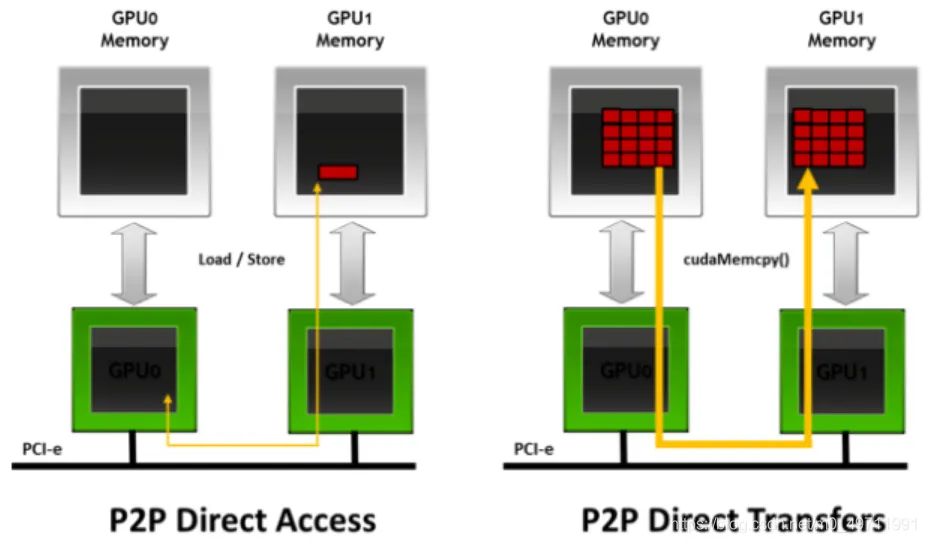 GPU0
Memory
GPU1
Memory
Load / Store
GPU0
GPU1
PCI-e
P2P Direct Access
GPU0
Memory
GPU1
Memory
cudaMemcpy()
GPU0
GPU1
PCI-e
P2P Direct Transfers